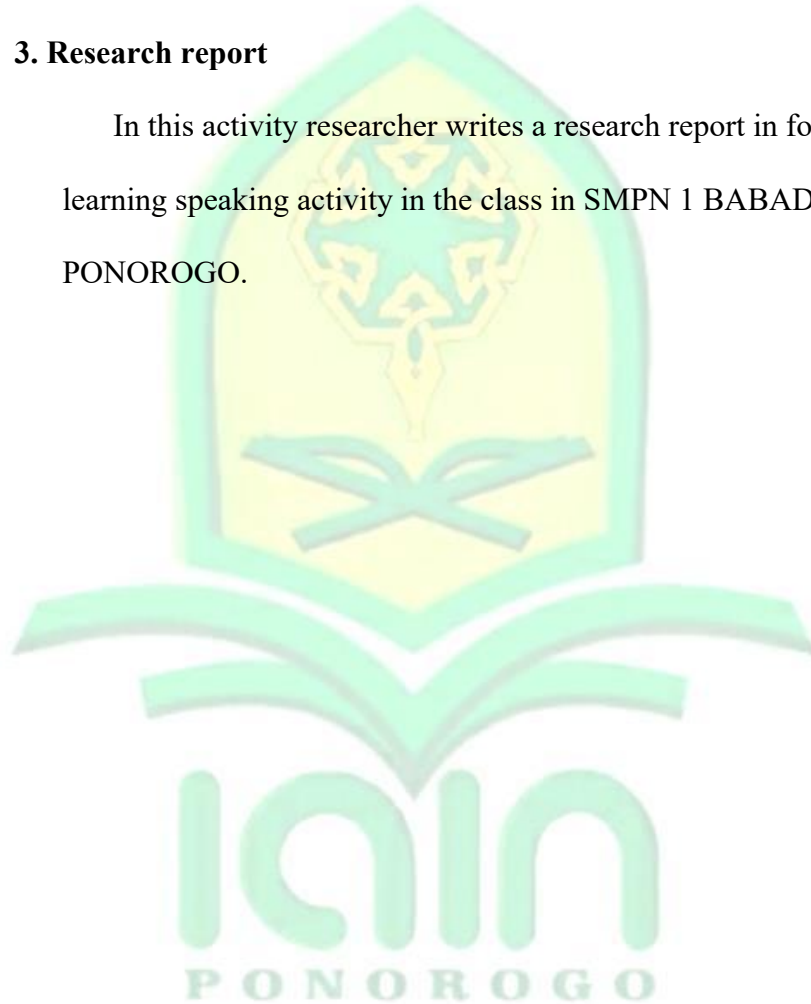 3. Research report
In this activity researcher writes a research report in fo
learning speaking activity in the class in SMPN 1 BABAD
PONOROGO.
iain
PONOROGO